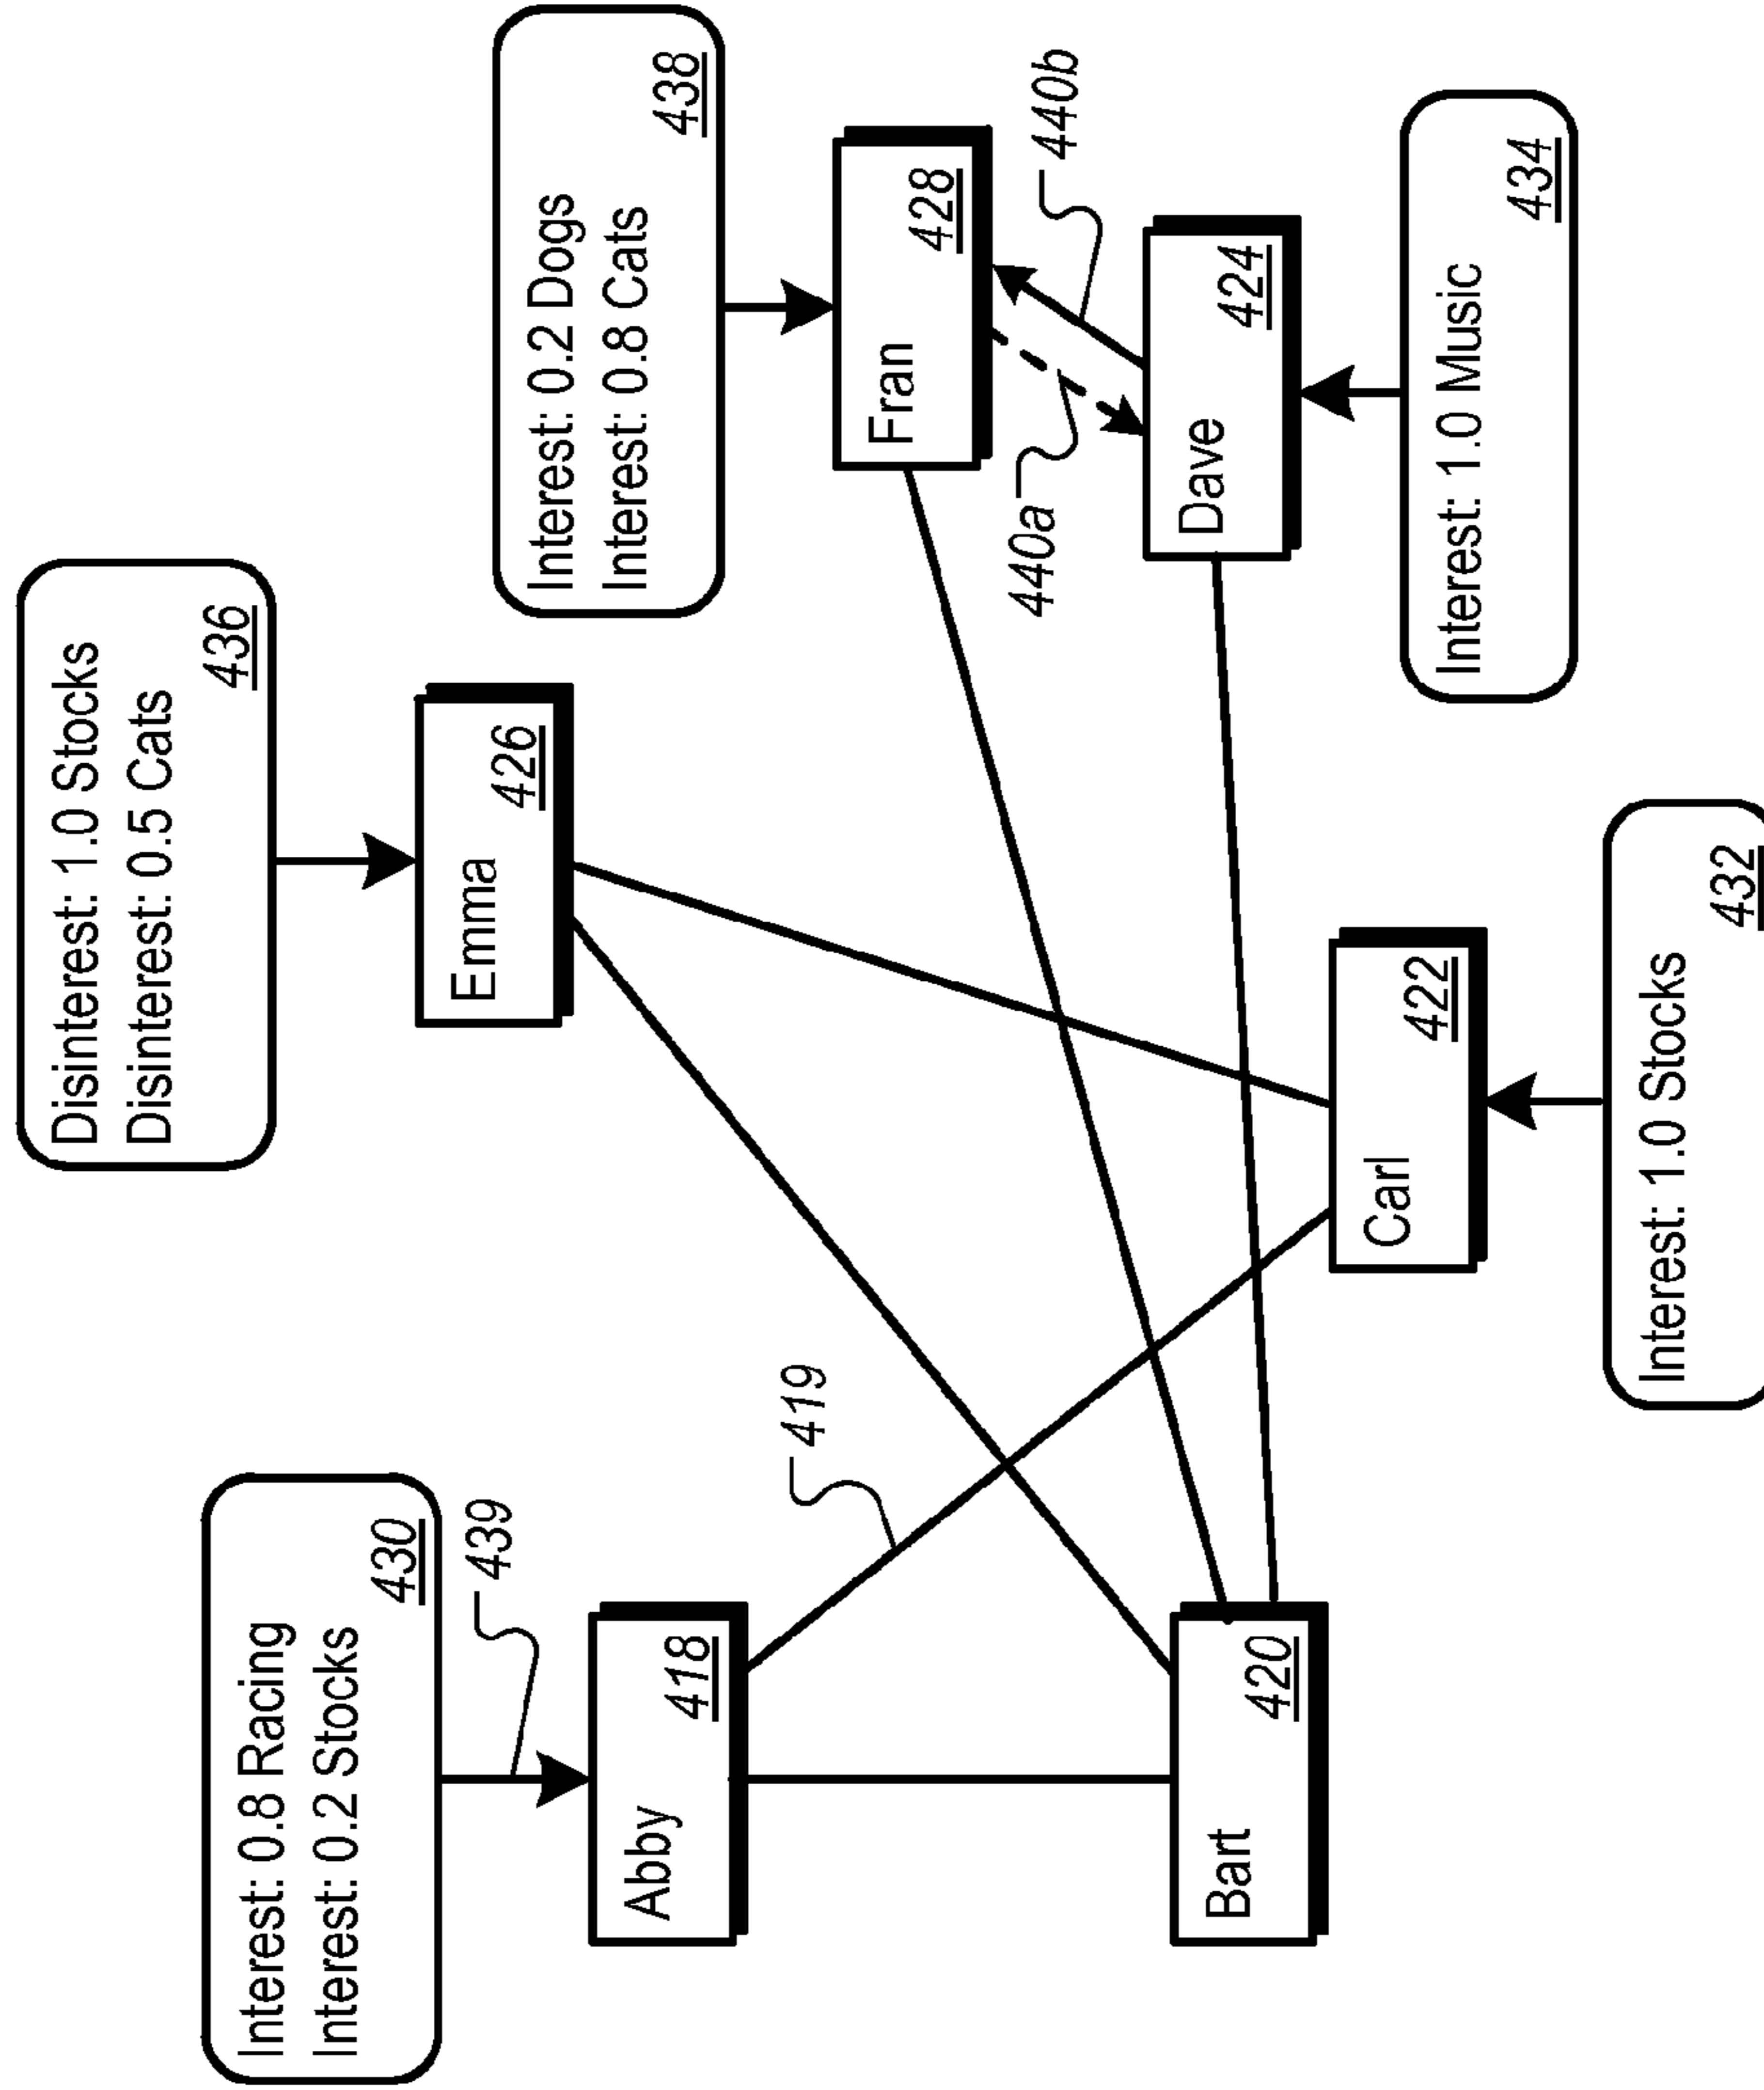 Disinterest: 1.0 Stocks
Disinterest: 0.5 Cats
436
Interest: 0.8 Racing
Interest: 0.2 Stocks
430
439
Interest: 0.2 Dogs
Interest: 0.8 Cats
438
Emma
426
Abby
418
419
Fran
428
440a
440b
Bart
420
Dave
424
Carl
422
Interest: 1.0 Music
434
Interest: 1.0 Stocks
432